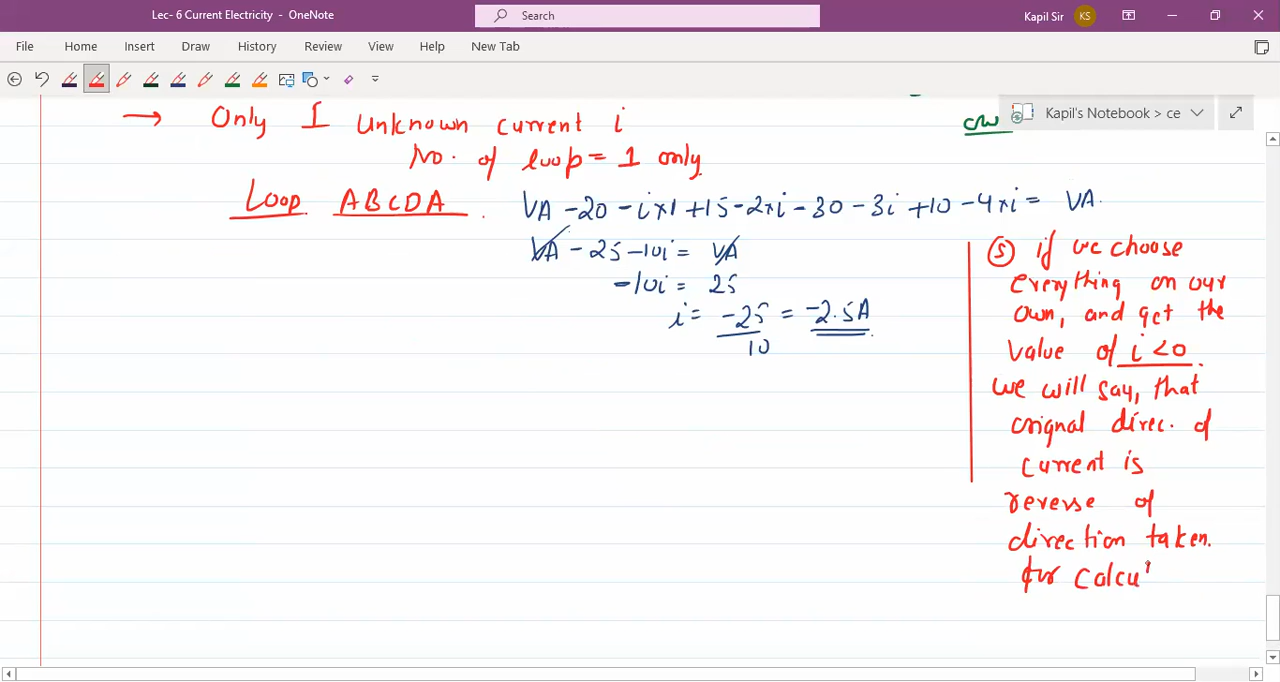 Lec- 6 Current Electricity - OneNote
Search
Kapil Sir
KS
File Home Insert Draw History Review View Help New Tab
Kapil's Notebook > ce
→ Only 1 unknown current i
No. of loop = 1 only.
Loop ABCDA.
VA - 20 - i×1 + 15 - 2×i - 30 - 3i + 10 - 4×i = VA.
VA - 25 - 10i = VA
-10i = 25
i = -25/10 = -2.5A
⑤ if we choose
everything on our
own, and get the
value of i < 0.
we will say, that
orignal direc. of
current is
reverse of
direction taken.
for calcu